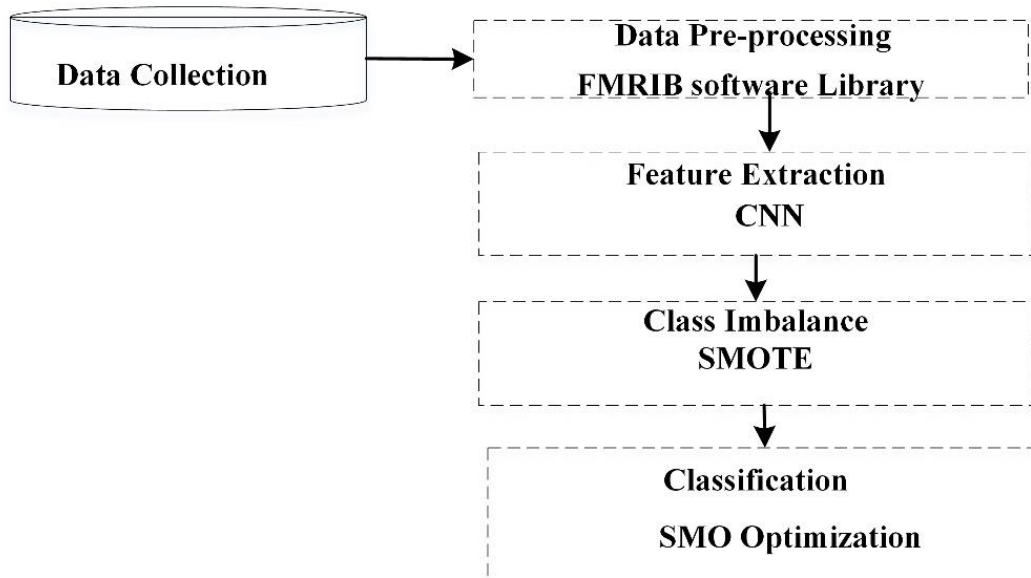 Data Collection
Data Pre-processing
FMRIB software Library
Feature Extraction
CNN
Class Imbalance
SMOTE
Classification
SMO Optimization